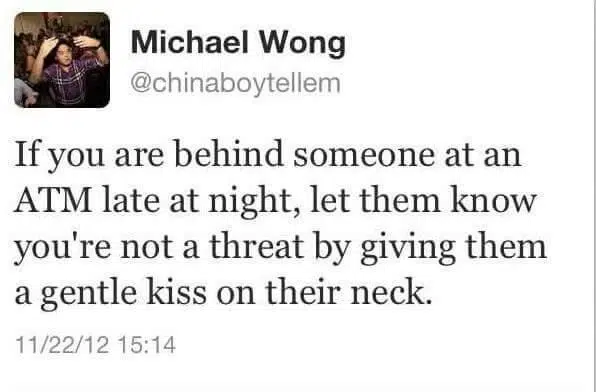 Michael Wong
@chinaboytellem
If you are behind someone at an
ATM late at night, let them know
you're not a threat by giving them
a gentle kiss on their neck.
11/22/12 15:14